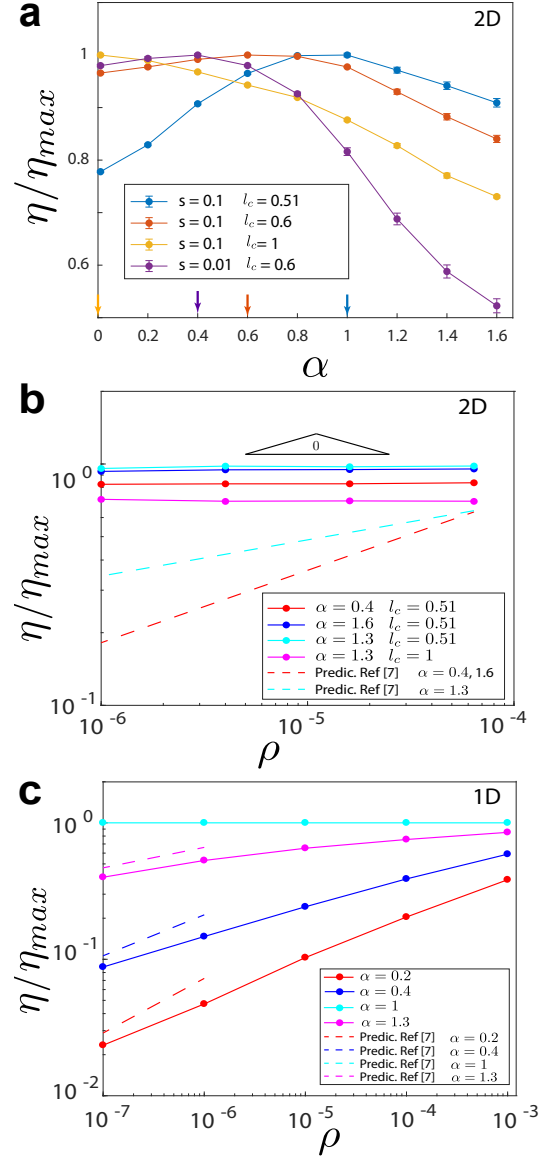 a
2D
1
0.8
0.6
η/η_max
s = 0.1 l_c = 0.51
s = 0.1 l_c = 0.6
s = 0.1 l_c = 1
s = 0.01 l_c = 0.6
0 0.2 0.4 0.6 0.8 1.0 1.2 1.4 1.6
α
b
2D
0
10^0
η/η_max
α = 0.4 l_c = 0.51
α = 1.6 l_c = 0.51
α = 1.3 l_c = 0.51
α = 1.3 l_c = 1
Predic. Ref [7] α = 0.4, 1.6
Predic. Ref [7] α = 1.3
10^-1
10^-6 10^-5 10^-4
ρ
c
1D
10^0
η/η_max
10^-1
α = 0.2
α = 0.4
α = 1
α = 1.3
Predic. Ref [7] α = 0.2
Predic. Ref [7] α = 0.4
Predic. Ref [7] α = 1
Predic. Ref [7] α = 1.3
10^-2
10^-7 10^-6 10^-5 10^-4 10^-3
ρ